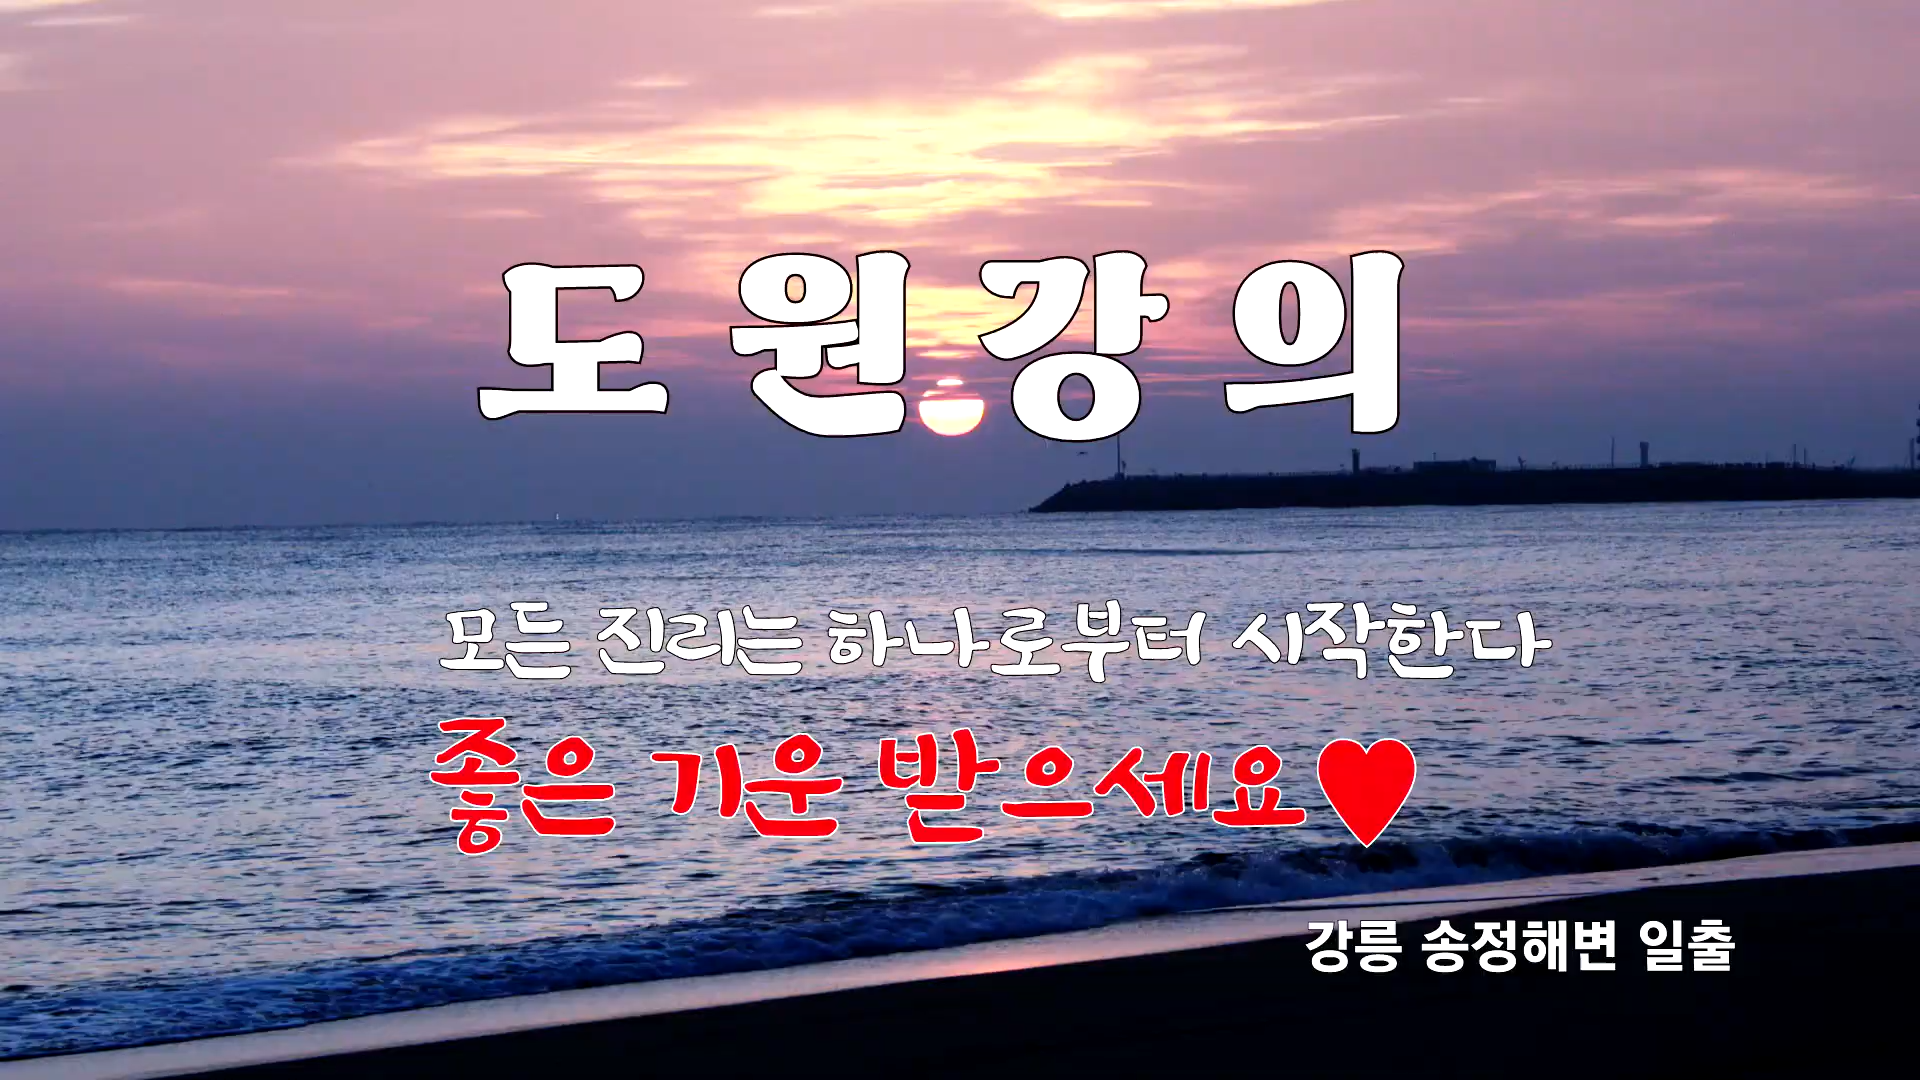 도원강의
모든 진리는 하나로부터 시작한다
좋은 기운 받으세요♥
강릉 송정해변 일출